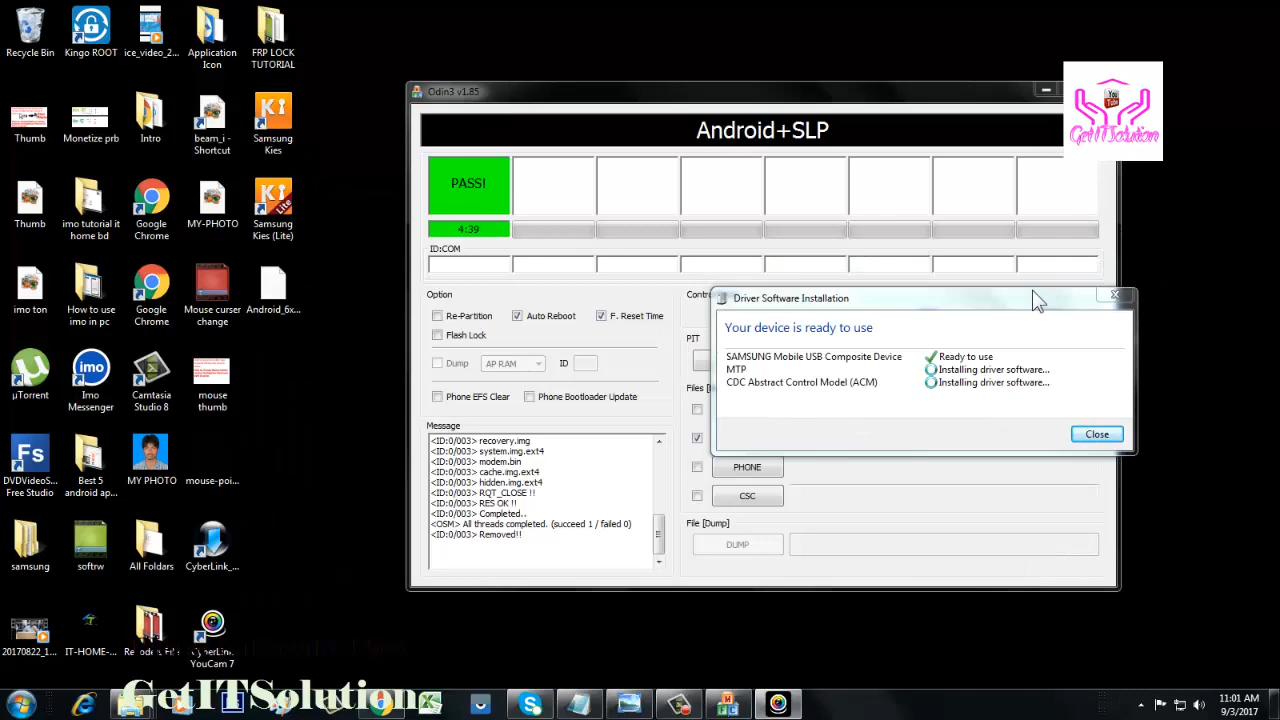 Recycle Bin
Kingo ROOT
ice_video_2...
Application
Icon
FRP LOCK
TUTORIAL
Thumb
Monetize prb
Intro
beam_i -
Shortcut
Samsung
Kies
Thumb
imo tutorial it
home bd
Google
Chrome
MY-PHOTO
Samsung
Kies (Lite)
imo ton
How to use
imo in pc
Google
Chrome
Mouse curser
change
Android_6x...
µTorrent
Imo
Messenger
Camtasia
Studio 8
mouse
thumb
DVDVideoS...
Free Studio
Best 5
android ap...
MY PHOTO
mouse-poi...
samsung
softrw
All Foldars
CyberLink_...
20170822_1...
IT-HOME-...
CyberLink
YouCam 7
Odin3 v1.85
Android+SLP
PASS!
4:39
ID:COM
Option
Re-Partition
Auto Reboot
F. Reset Time
Flash Lock
Dump
AP RAM
ID
Phone EFS Clear
Phone Bootloader Update
Message
<ID:0/003> recovery.img
<ID:0/003> system.img.ext4
<ID:0/003> modem.bin
<ID:0/003> cache.img.ext4
<ID:0/003> hidden.img.ext4
<ID:0/003> RQT_CLOSE !!
<ID:0/003> RES OK !!
<ID:0/003> Completed..
<OSM> All threads completed. (succeed 1 / failed 0)
<ID:0/003> Removed!!
PIT
PHONE
CSC
File [Dump]
DUMP
Driver Software Installation
Your device is ready to use
SAMSUNG Mobile USB Composite Device
Ready to use
MTP
Installing driver software...
CDC Abstract Control Model (ACM)
Installing driver software...
Close
You
Tube
GetITSolution
GetITSolution
11:01 AM
9/3/2017